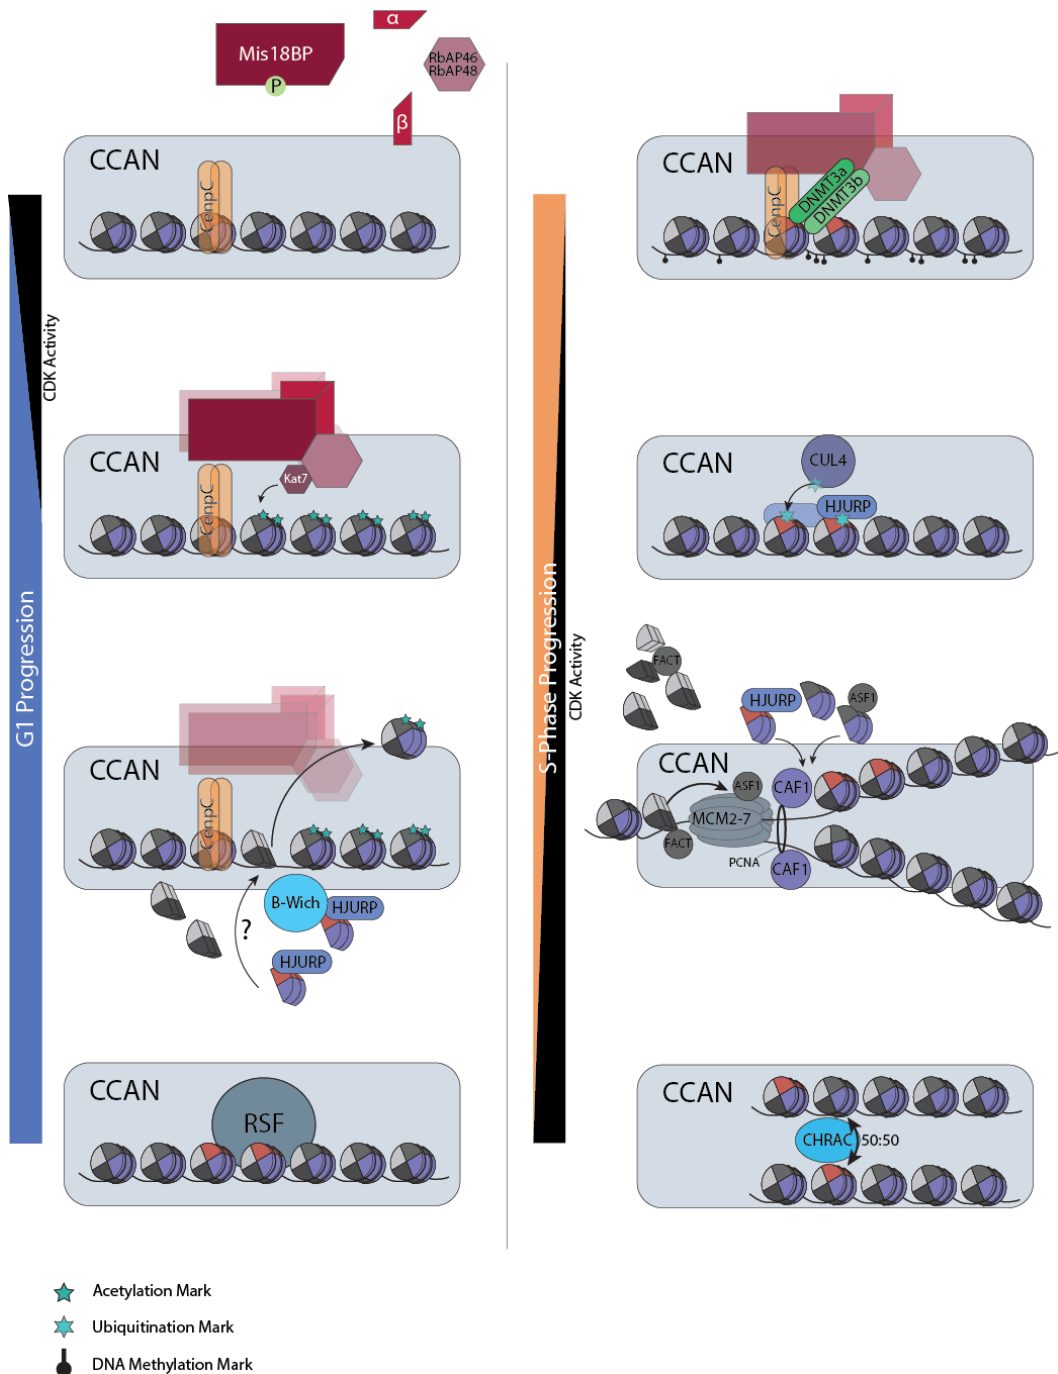 α
Mis18BP
P
RbAP46
RbAP48
β
CCAN
CenpC
CDK Activity
CCAN
Kat7
CenpC
G1 Progression
CCAN
CenpC
B-Wich
HJURP
?
HJURP
CCAN
RSF
CCAN
DNMT3a
DNMT3b
CenpC
CCAN
CUL4
HJURP
S-Phase Progression
CDK Activity
FACT
HJURP
ASF1
CCAN
ASF1
CAF1
MCM2-7
FACT
PCNA
CAF1
CCAN
CHRAC
50:50
Acetylation Mark
Ubiquitination Mark
DNA Methylation Mark